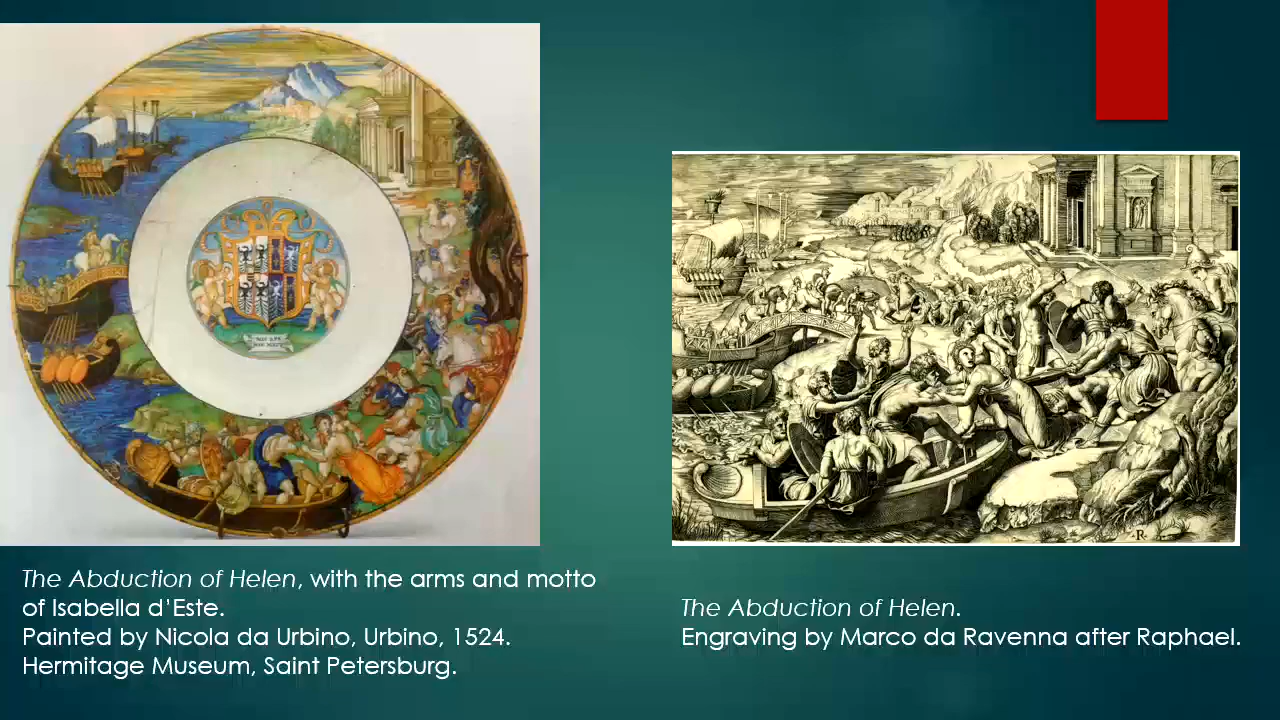 The Abduction of Helen, with the arms and motto
of Isabella d'Este.
Painted by Nicola da Urbino, Urbino, 1524.
Hermitage Museum, Saint Petersburg.
The Abduction of Helen.
Engraving by Marco da Ravenna after Raphael.
.R.